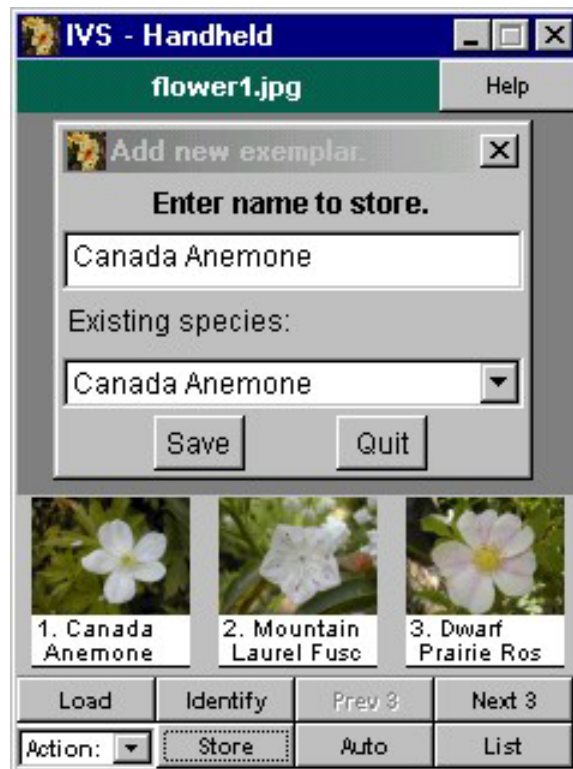 IVS - Handheld
flower1.jpg Help
Add new exemplar.
Enter name to store.
Canada Anemone
Existing species:
Canada Anemone
Save Quit
1. Canada
Anemone
2. Mountain
Laurel Fusc
3. Dwarf
Prairie Ros
Load Identify Prev 3 Next 3
Action: Store Auto List